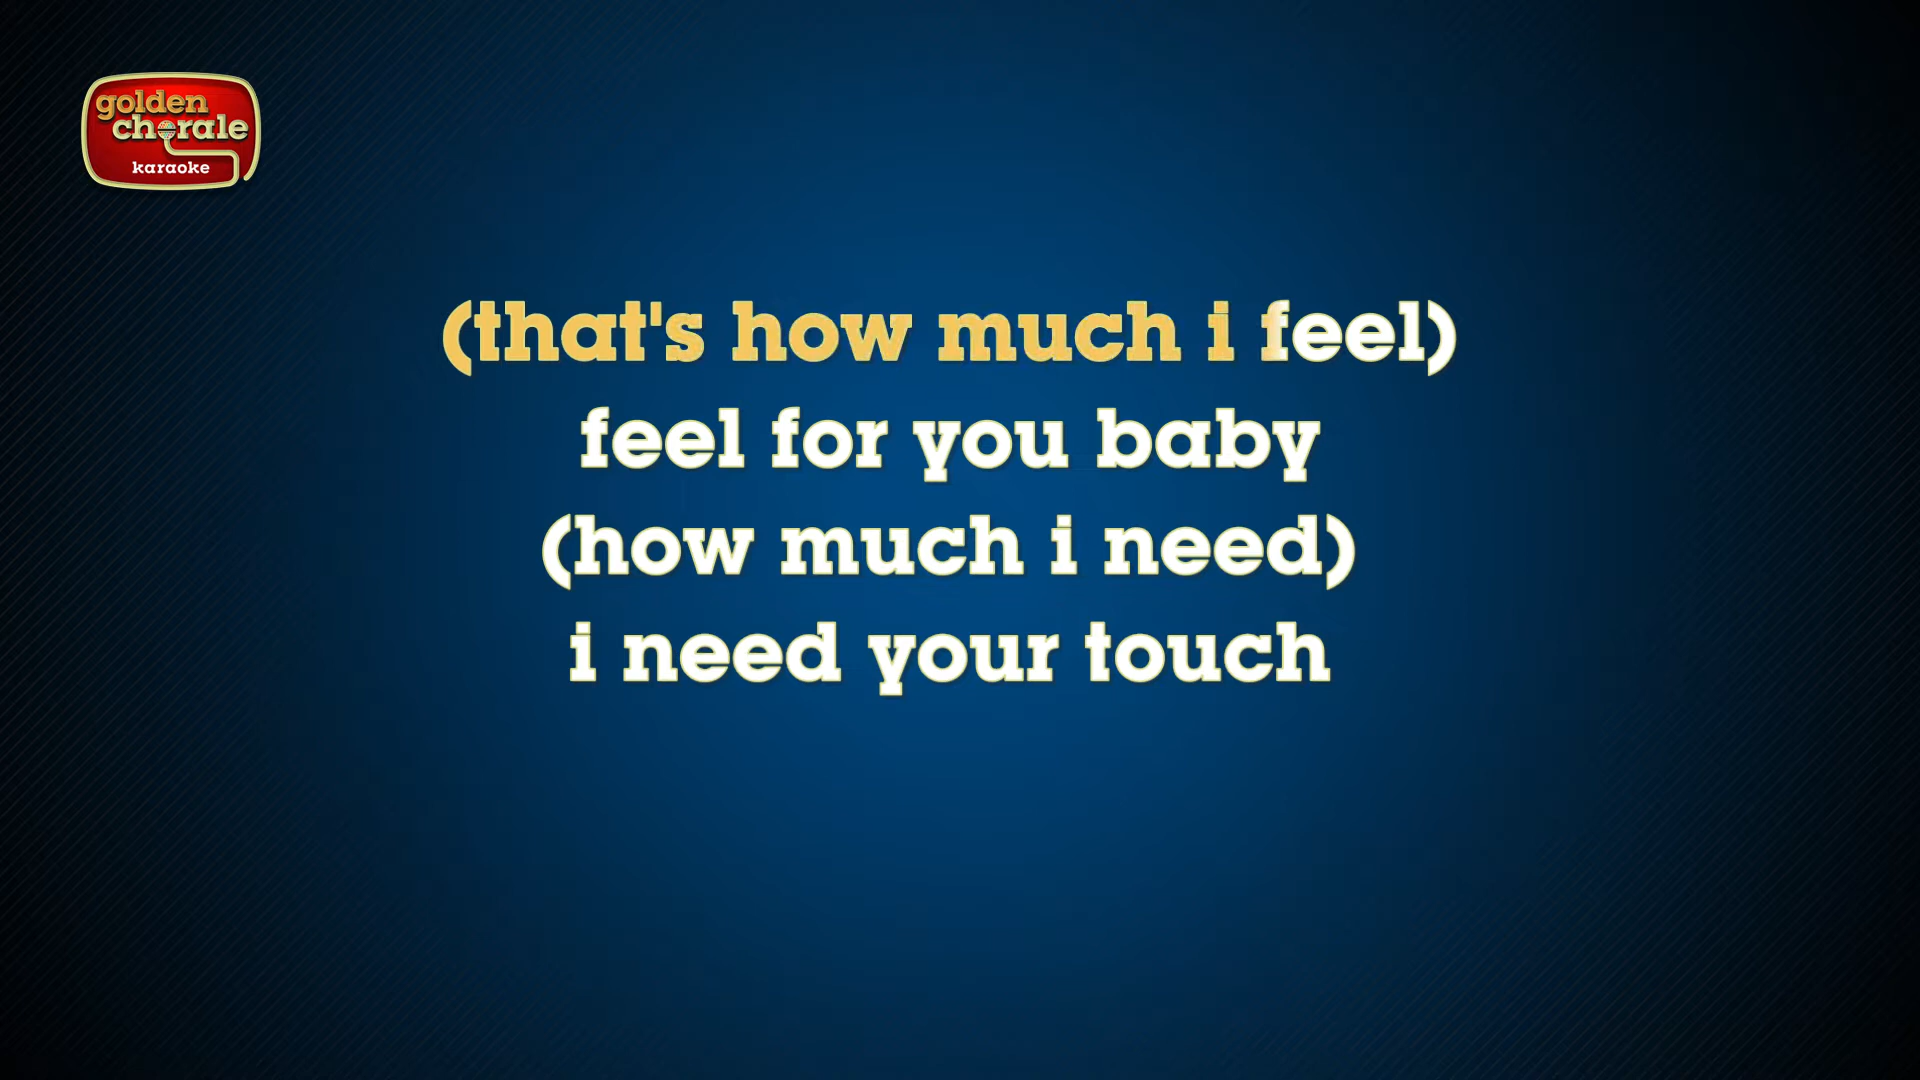 golden
chorale
karaoke
(that's how much i feel)
feel for you baby
(how much i need)
i need your touch